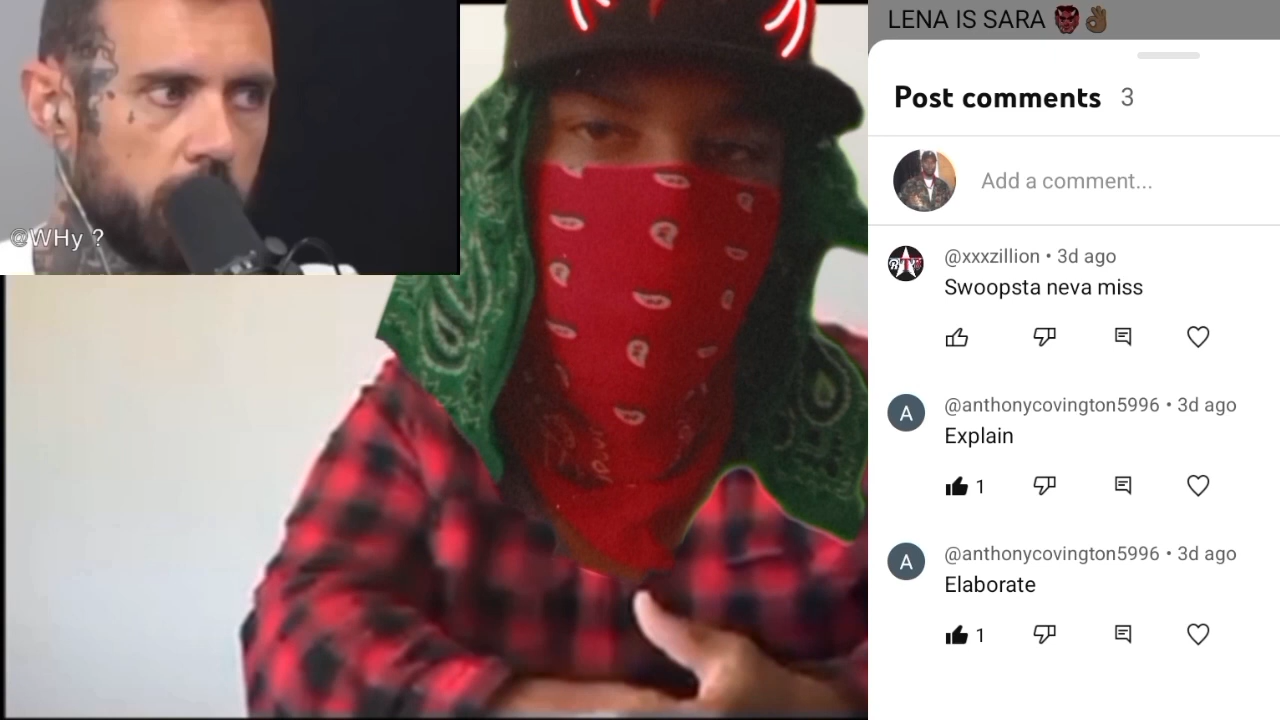 @WHy ?
LENA IS SARA 👹👌🏾
Post comments 3
Add a comment...
@xxxzillion • 3d ago
Swoopsta neva miss
A
@anthonycovington5996 • 3d ago
Explain
1
A
@anthonycovington5996 • 3d ago
Elaborate
1